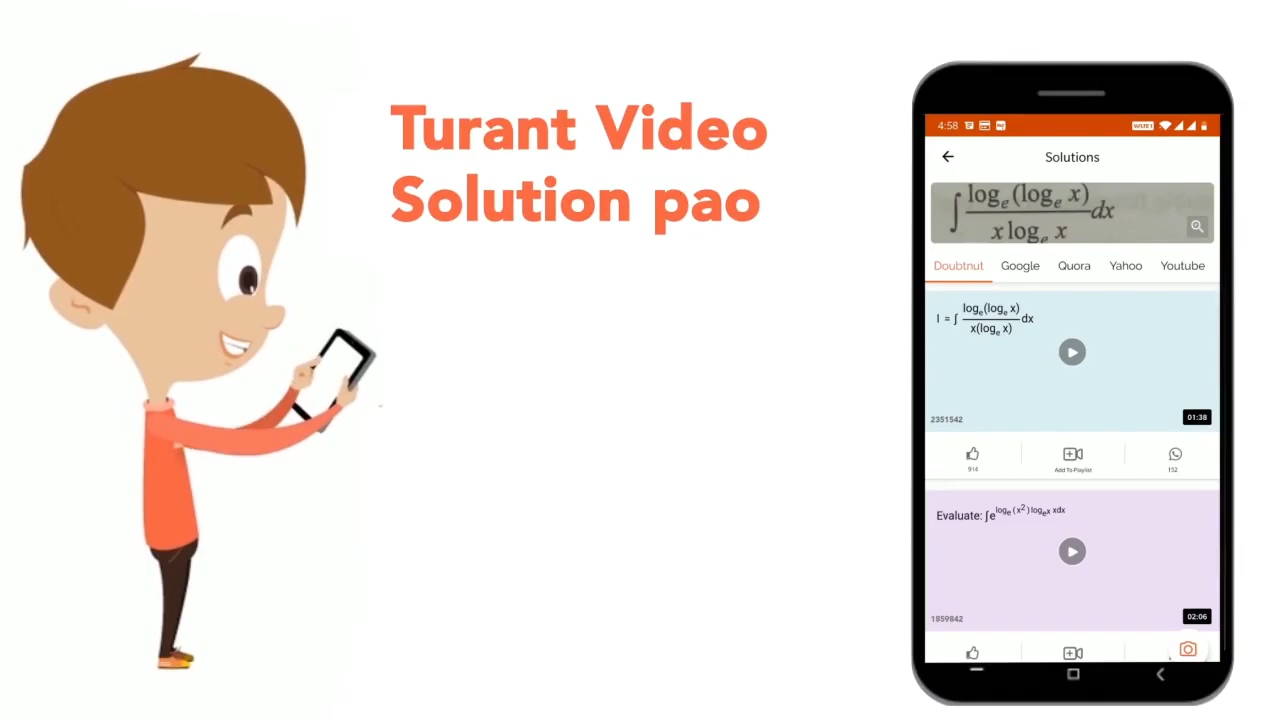 Turant Video
Solution pao
4:58
VoLTE1
Solutions
∫ logₑ(logₑ x) / x logₑ x dx
Doubtnut Google Quora Yahoo Youtube
I = ∫ logₑ(logₑ x) / x(logₑ x) dx
2351542 01:38
914 Add To Playlist 152
Evaluate: ∫e^logₑ(x²)logₑx xdx
1859842 02:06